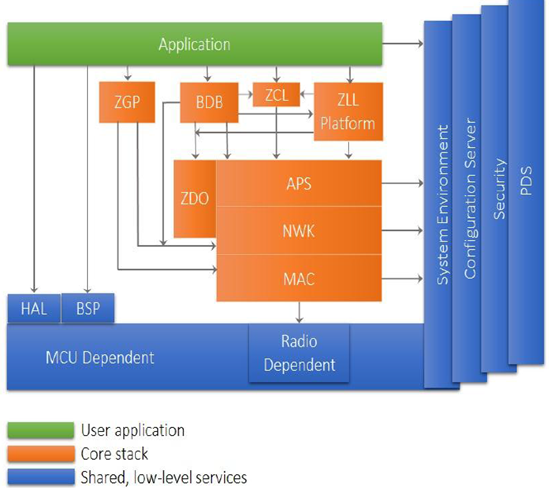 Application
ZGP
BDB
ZCL
ZLL
Platform
ZDO
APS
NWK
MAC
HAL
BSP
MCU Dependent
Radio
Dependent
System Environment
Configuration Server
Security
PDS
User application
Core stack
Shared, low-level services